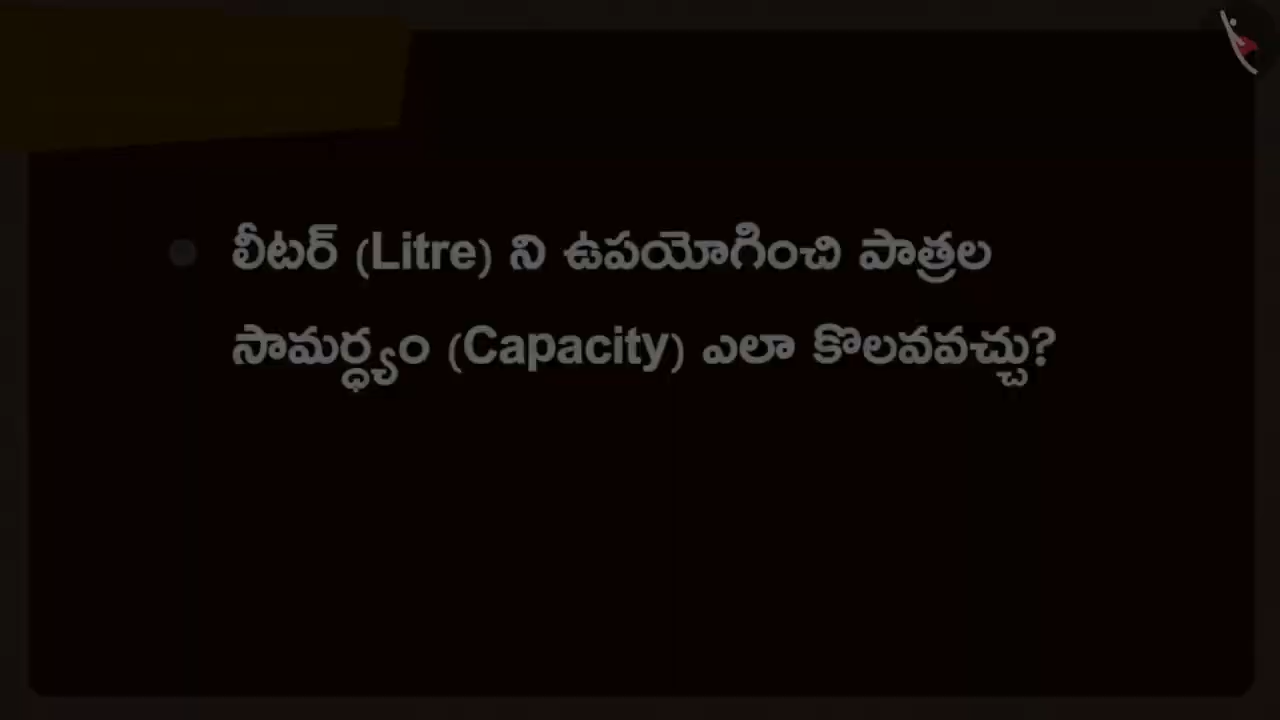 లీటర్ (Litre) ని ఉపయోగించి పాత్రల
సామర్థ్యం (Capacity) ఎలా కొలవవచ్చు?